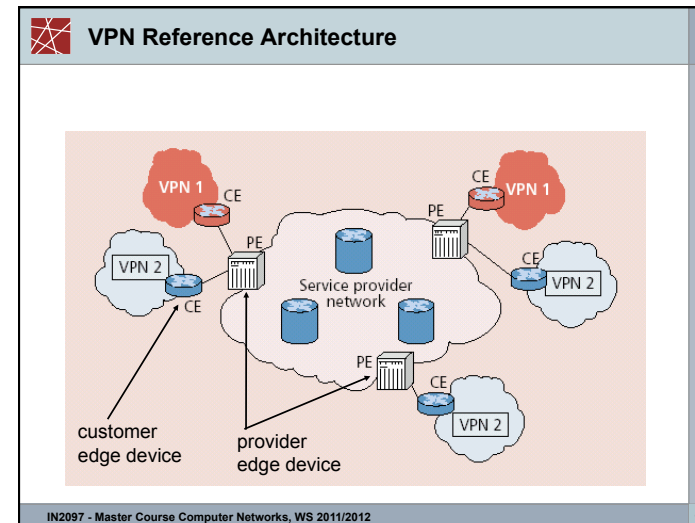 VPN Reference Architecture
VPN 1
CE
PE
VPN 2
CE
Service provider
network
CE
VPN 1
PE
CE
VPN 2
PE
CE
VPN 2
customer
edge device
provider
edge device
IN2097 - Master Course Computer Networks, WS 2011/2012